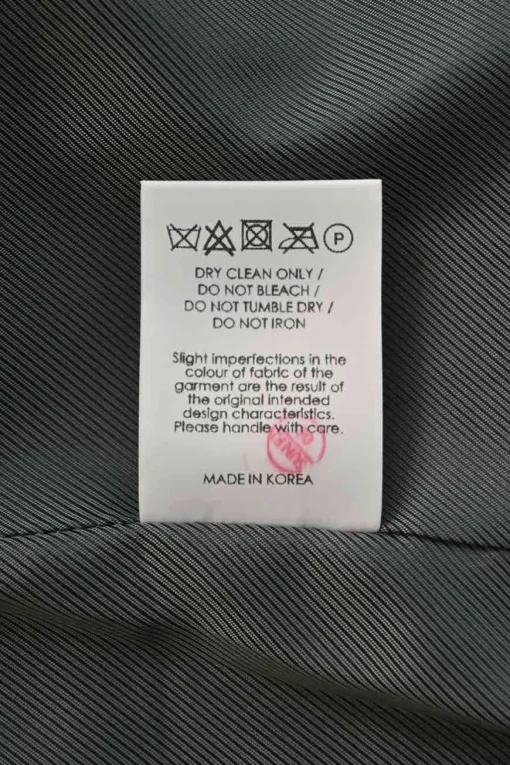 P
DRY CLEAN ONLY /
DO NOT BLEACH /
DO NOT TUMBLE DRY /
DO NOT IRON
Slight imperfections in the
colour of fabric of the
garment are the result of
the original intended
design characteristics.
Please handle with care.
MADE IN KOREA